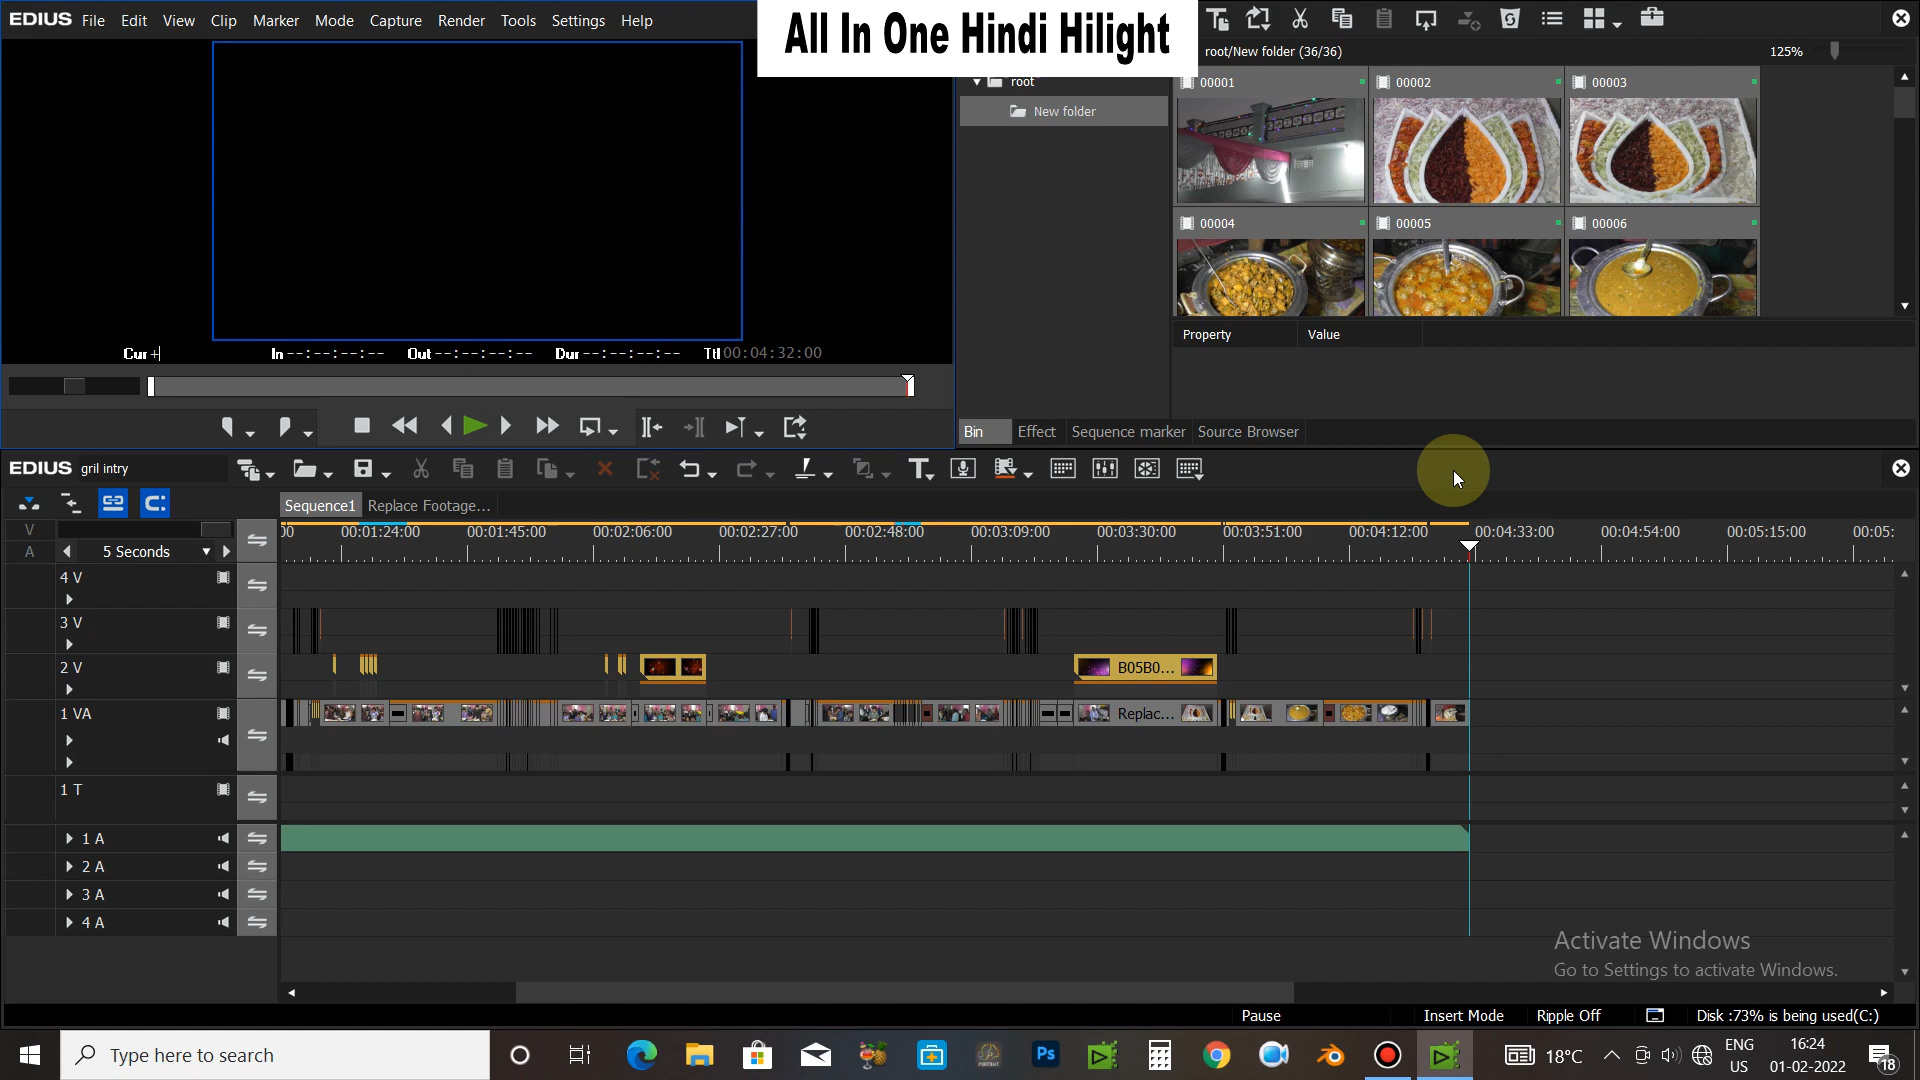 EDIUS File Edit View Clip Marker Mode Capture Render Tools Settings Help
All In One Hindi Hilight
root/New folder (36/36) 125%
root
New folder
00001 00002 00003
00004 00005 00006
Cur +
In --:--:--:-- Out --:--:--:-- Dur --:--:--:-- Ttl 00:04:32:00
Property Value
Bin Effect Sequence marker Source Browser
EDIUS gril intry
Sequence1 Replace Footage...
V
A 5 Seconds
00 00:01:24:00 00:01:45:00 00:02:06:00 00:02:27:00 00:02:48:00 00:03:09:00 00:03:30:00 00:03:51:00 00:04:12:00 00:04:33:00 00:04:54:00 00:05:15:00 00:05:
4 V
3 V
2 V
B05B0...
1 VA
Replac...
1 T
1 A
2 A
3 A
4 A
Activate Windows
Go to Settings to activate Windows.
Pause Insert Mode Ripple Off Disk :73% is being used(C:)
Type here to search
Ps
18°C
ENG
US
16:24
01-02-2022
18